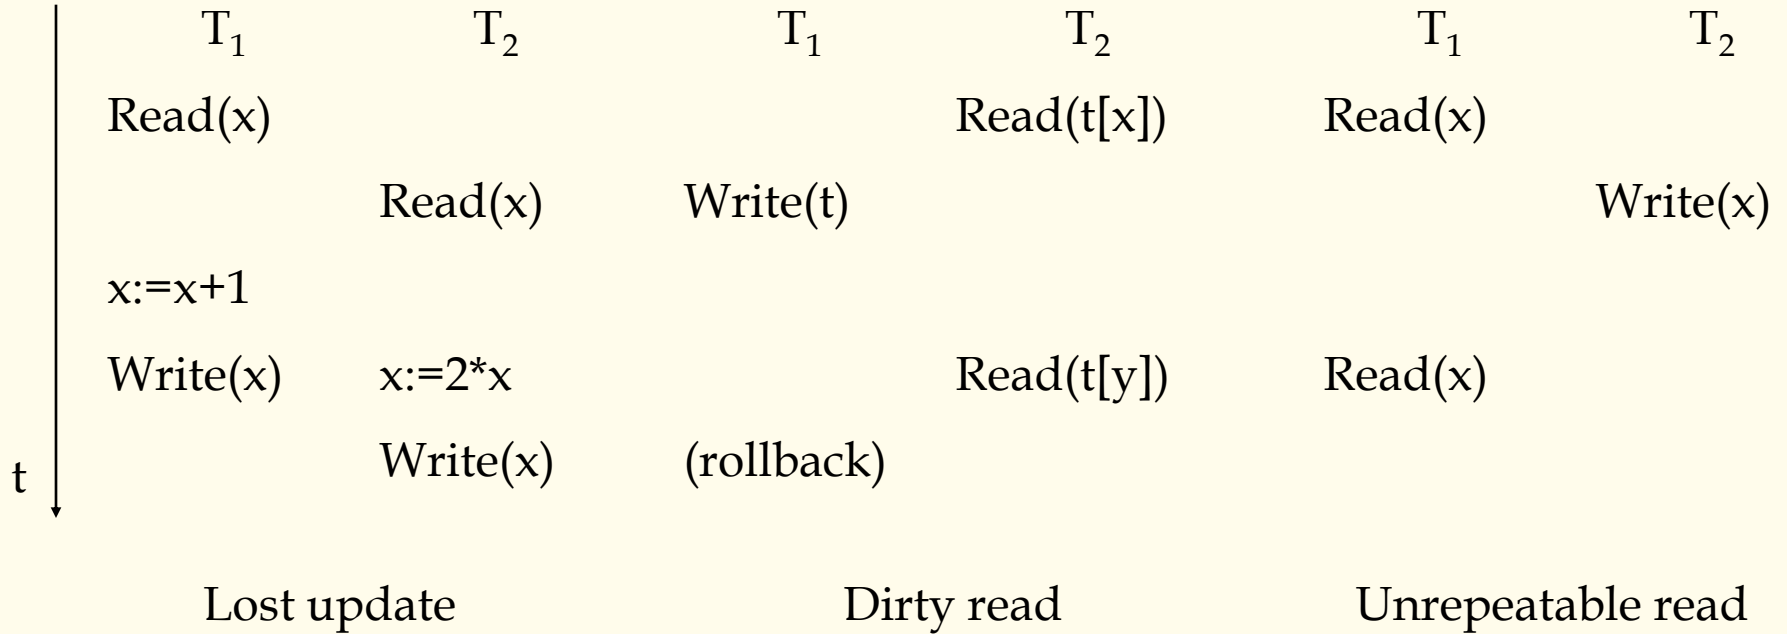 T₁ T₂ T₁ T₂ T₁ T₂
Read(x) Read(t[x]) Read(x)
Read(x) Write(t) Write(x)
x:=x+1
Write(x) x:=2*x Read(t[y]) Read(x)
Write(x) (rollback)
t
Lost update Dirty read Unrepeatable read